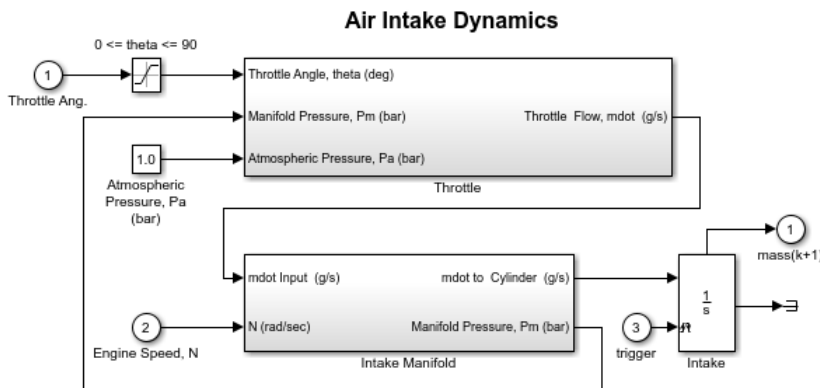 Air Intake Dynamics
0 <= theta <= 90
1
Throttle Ang.
Throttle Angle, theta (deg)
Manifold Pressure, Pm (bar)
Throttle Flow, mdot (g/s)
1.0
Atmospheric Pressure, Pa (bar)
Atmospheric
Pressure, Pa
(bar)
Throttle
1
mass(k+1)
mdot Input (g/s)
mdot to Cylinder (g/s)
1
s
2
N (rad/sec)
Manifold Pressure, Pm (bar)
3
Engine Speed, N
Intake Manifold
trigger
Intake